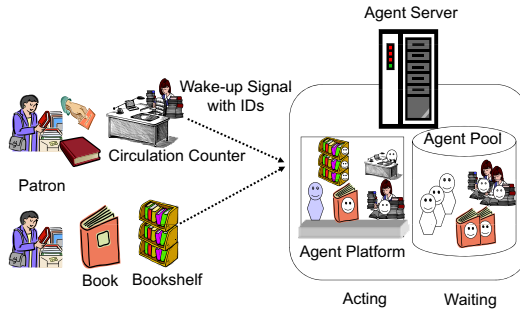 Agent Server
Wake-up Signal
with IDs
Circulation Counter
Agent Pool
Patron
Agent Platform
Book
Bookshelf
Acting
Waiting